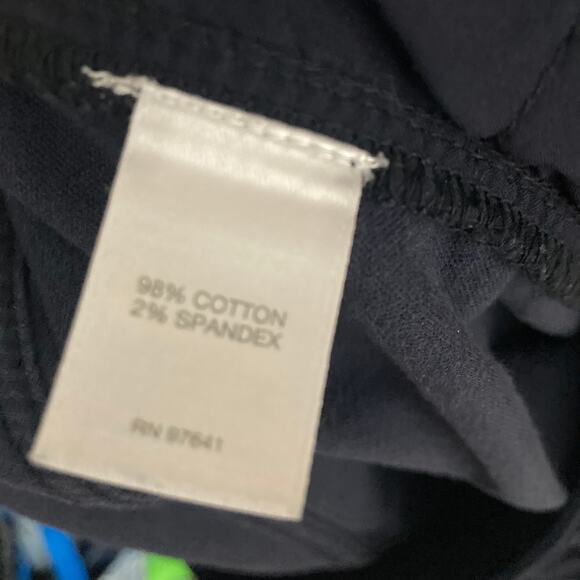 98% COTTON
2% SPANDEX
RN 97641